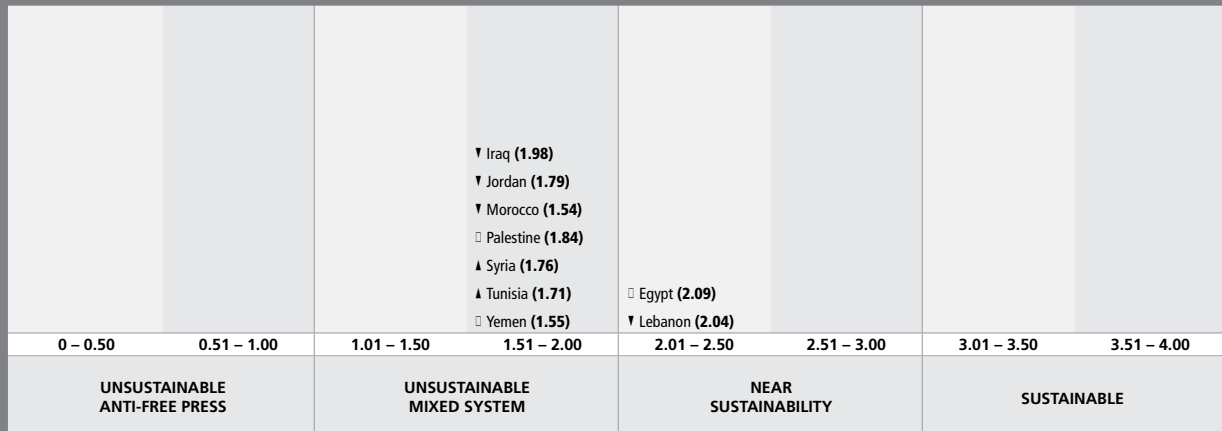 ▼ Iraq (1.98)
▼ Jordan (1.79)
▼ Morocco (1.54)
□ Palestine (1.84)
▲ Syria (1.76)
▲ Tunisia (1.71)
□ Yemen (1.55)
□ Egypt (2.09)
▼ Lebanon (2.04)
0 – 0.50
0.51 – 1.00
1.01 – 1.50
1.51 – 2.00
2.01 – 2.50
2.51 – 3.00
3.01 – 3.50
3.51 – 4.00
UNSUSTAINABLE
ANTI-FREE PRESS
UNSUSTAINABLE
MIXED SYSTEM
NEAR
SUSTAINABILITY
SUSTAINABLE